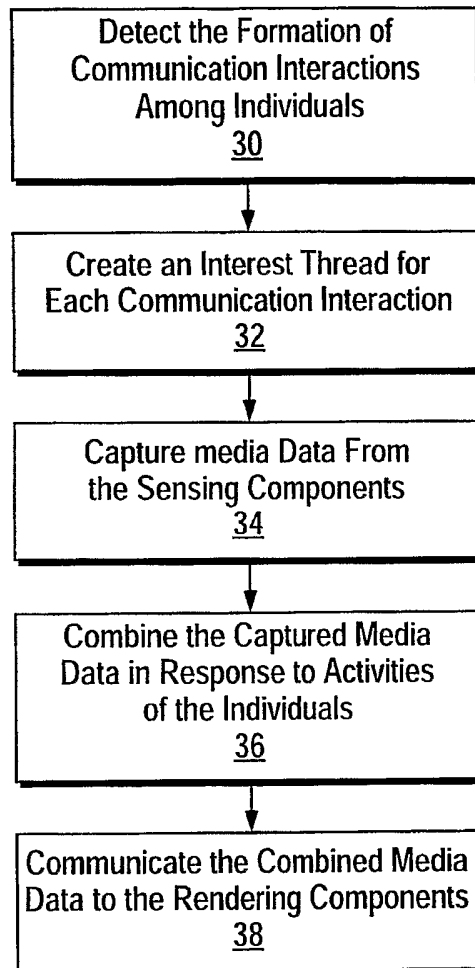 Detect the Formation of
Communication Interactions
Among Individuals
30
Create an Interest Thread for
Each Communication Interaction
32
Capture media Data From
the Sensing Components
34
Combine the Captured Media
Data in Response to Activities
of the Individuals
36
Communicate the Combined Media
Data to the Rendering Components
38